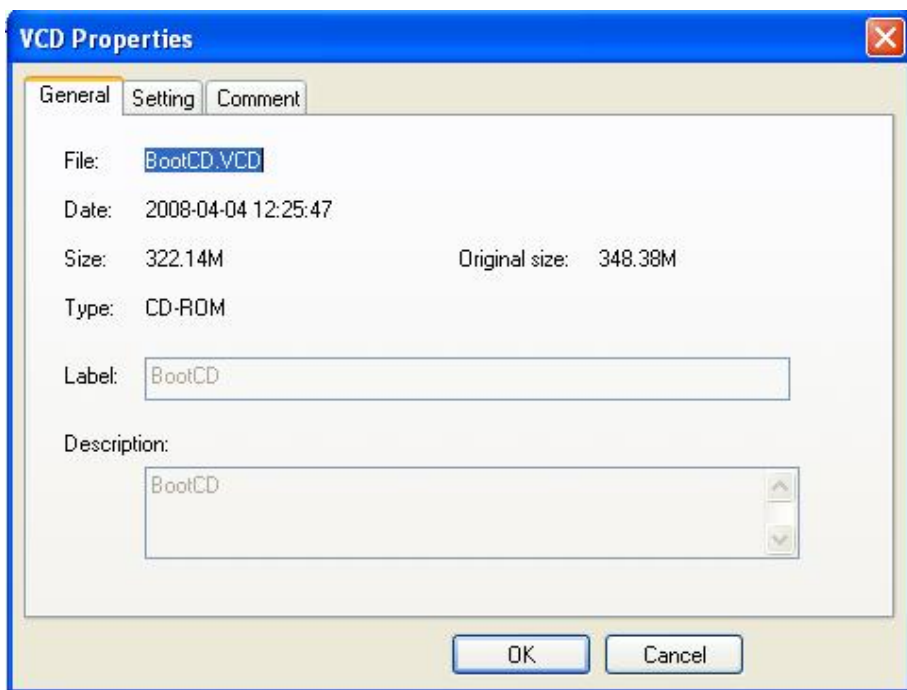 VCD Properties
General Setting Comment
File: BootCD.VCD
Date: 2008-04-04 12:25:47
Size: 322.14M Original size: 348.38M
Type: CD-ROM
Label: BootCD
Description:
BootCD
OK Cancel